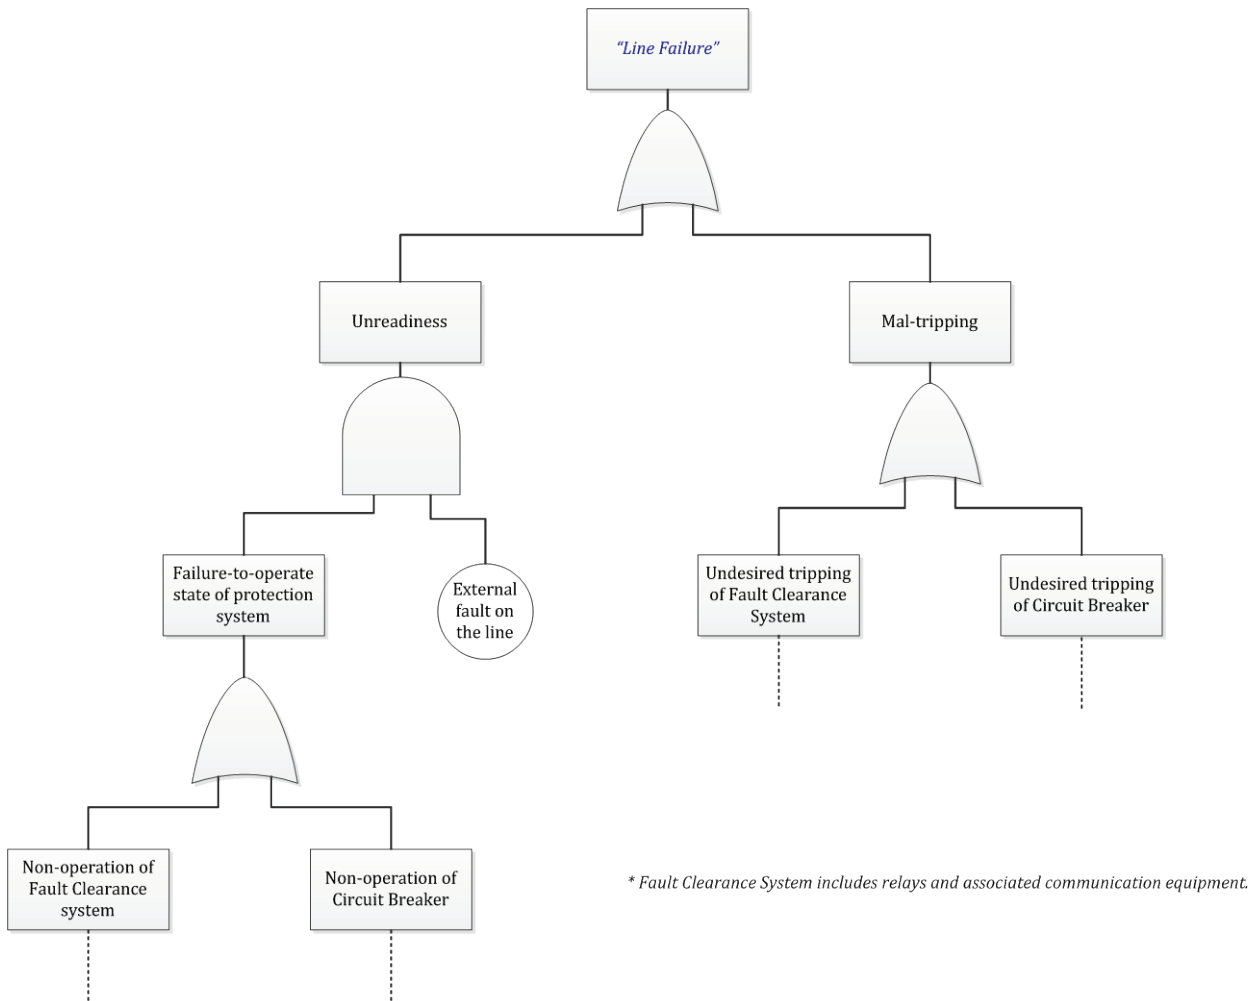 “Line Failure”
Unreadiness
Mal-tripping
Failure-to-operate
state of protection
system
External
fault on
the line
Undesired tripping
of Fault Clearance
System
Undesired tripping
of Circuit Breaker
Non-operation of
Fault Clearance
system
Non-operation of
Circuit Breaker
* Fault Clearance System includes relays and associated communication equipment.